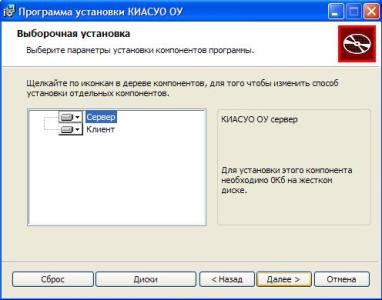 Программа установки КИАСУО ОУ
Выборочная установка
Выберите параметры установки компонентов программы.
Щелкайте по иконкам в дереве компонентов, для того чтобы изменить способ
установки отдельных компонентов.
Сервер
Клиент
КИАСУО ОУ сервер
Для установки этого компонента
необходимо 0Кб на жестком
диске.
Сброс
Диски
< Назад
Далее >
Отмена